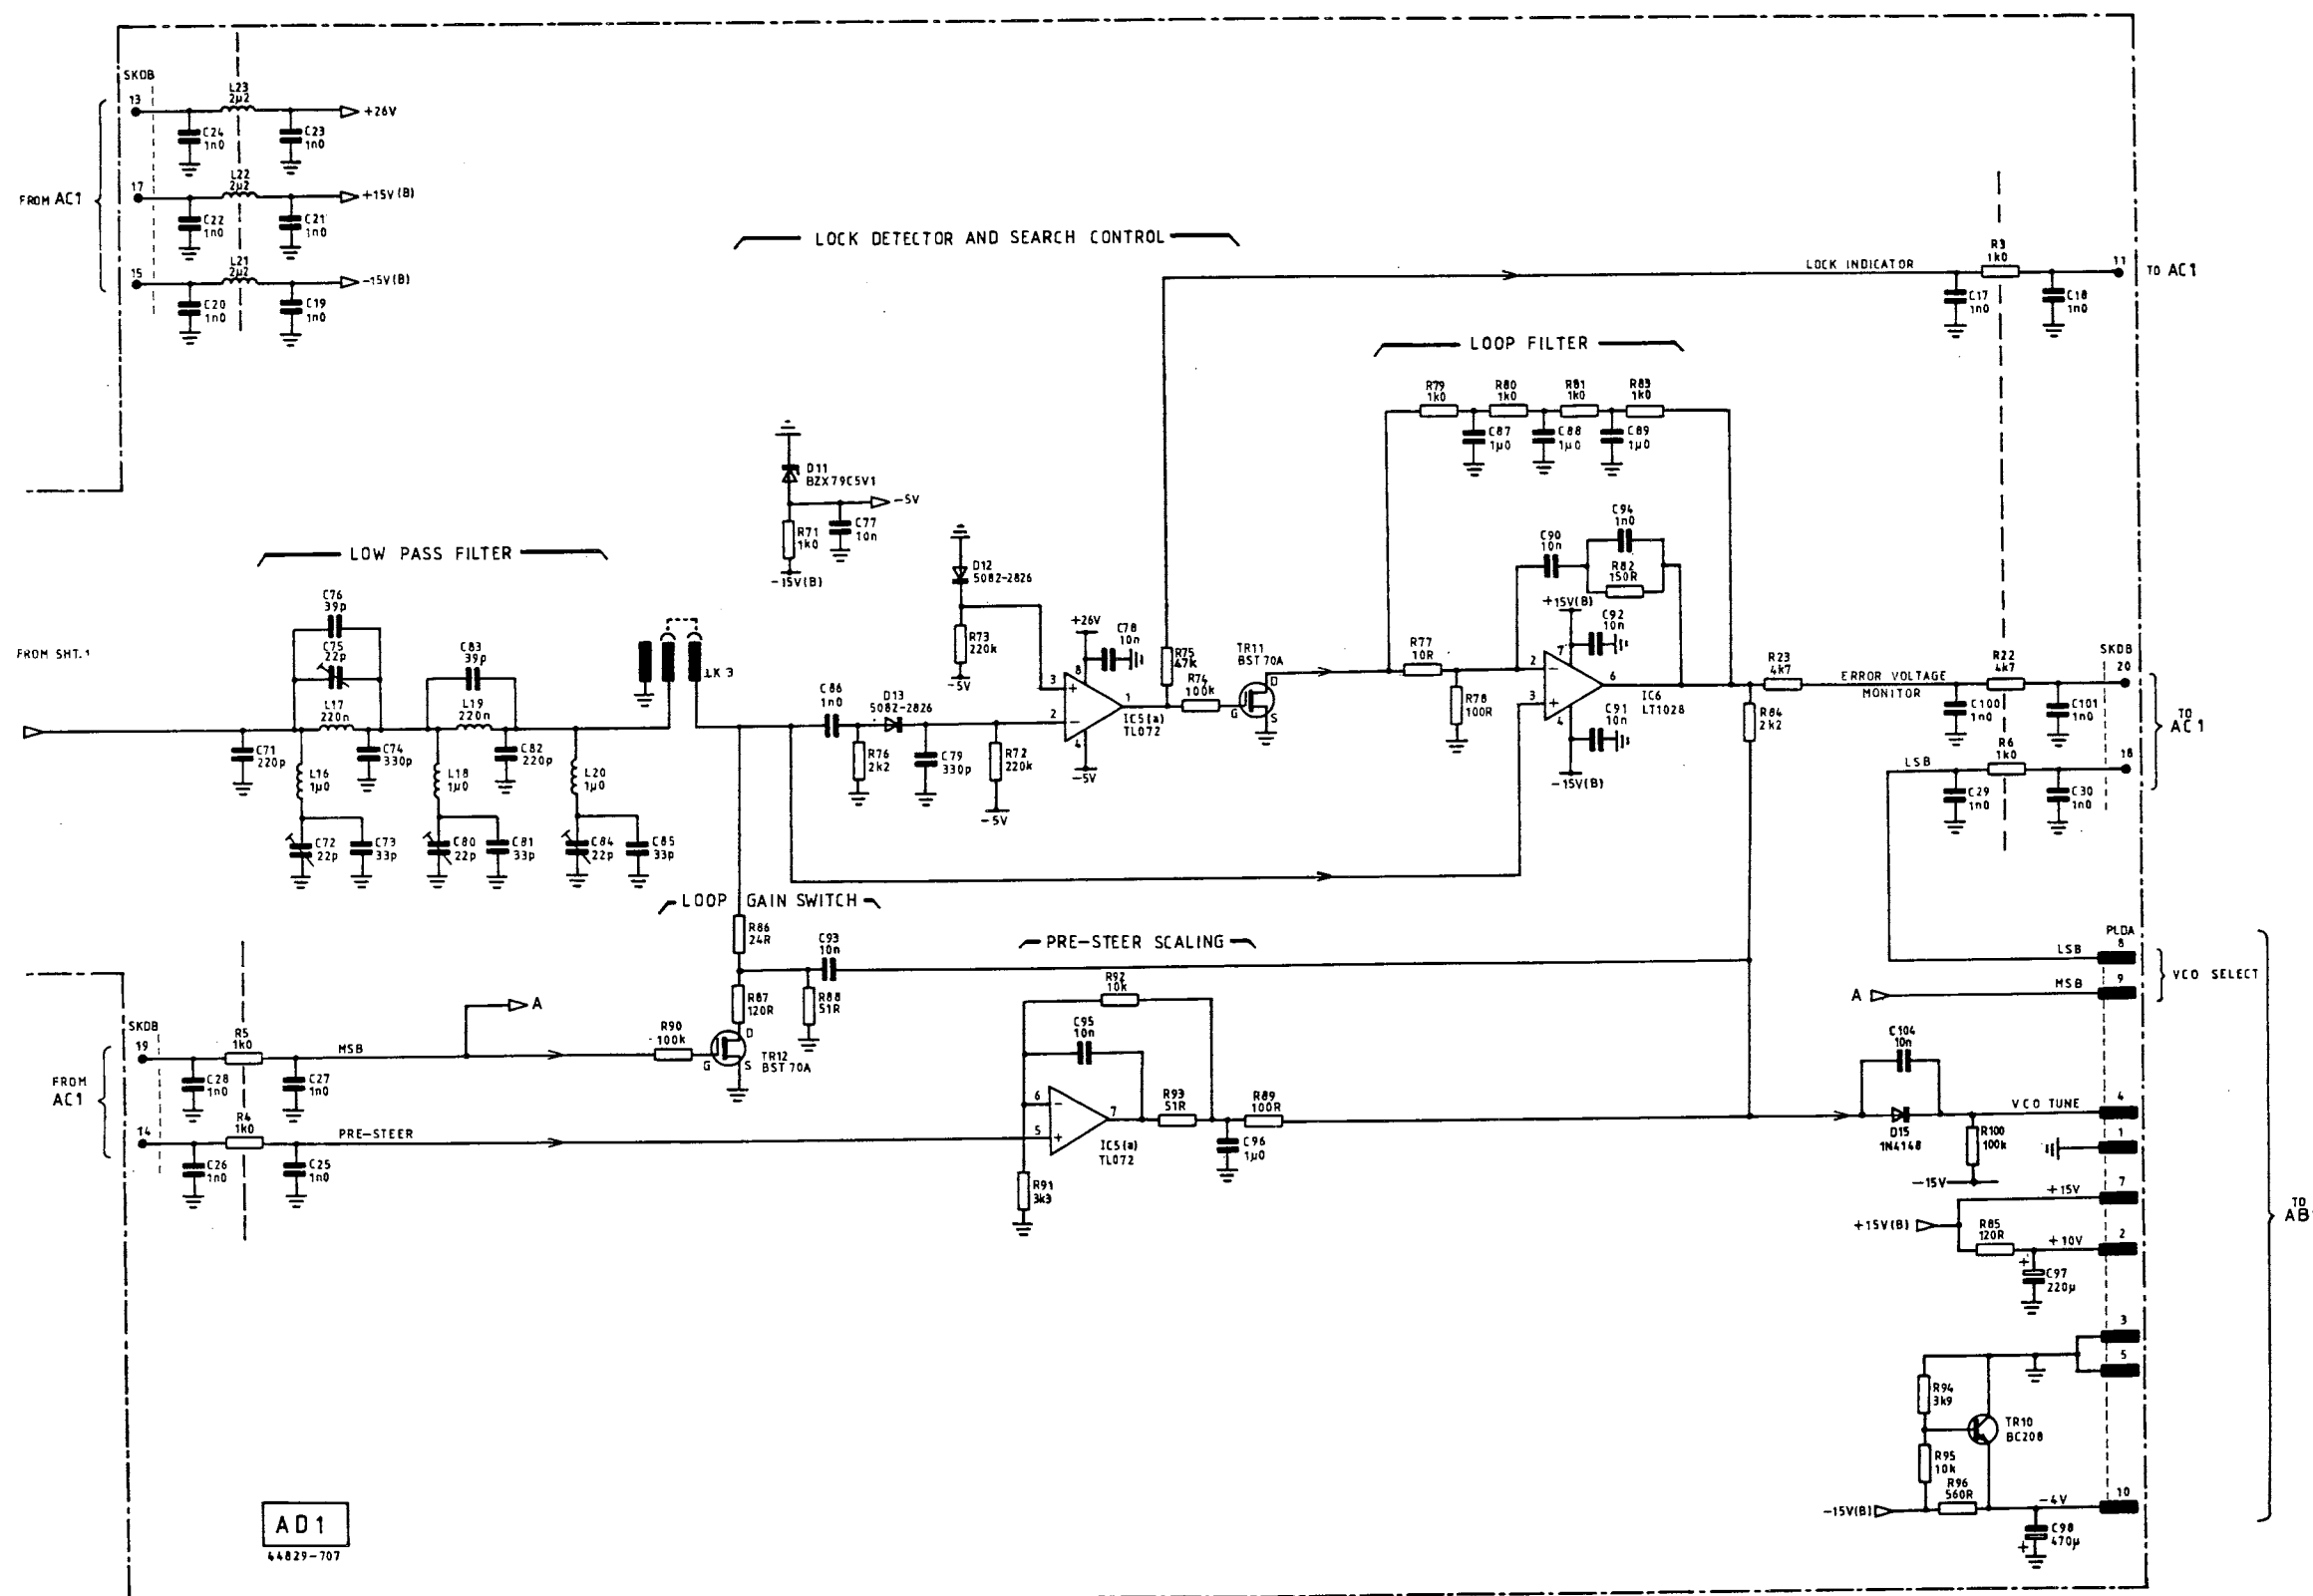 SKDB
13
L23
2µ2
+26V
C24
1n0
C23
1n0
FROM AC1
17
L22
2µ2
+15V(B)
C22
1n0
C21
1n0
15
L21
2µ2
-15V(B)
C20
1n0
C19
1n0
LOCK DETECTOR AND SEARCH CONTROL
LOCK INDICATOR
R3
1k0
11
TO AC1
C17
1n0
C18
1n0
LOOP FILTER
R79
1k0
R80
1k0
R81
1k0
R83
1k0
C87
1µ0
C88
1µ0
C89
1µ0
D11
BZX79C5V1
-5V
R71
1k0
C77
10n
-15V(B)
LOW PASS FILTER
D12
5082-2826
C94
1n0
C90
10n
R82
150R
C76
39p
C75
22p
C83
39p
L17
220n
L19
220n
LK 3
FROM SHT.1
R73
220k
-5V
+26V
8
C78
10n
R75
47k
R74
100k
TR11
BST70A
D
G
S
R77
10R
R78
100R
+15V(B)
C92
10n
7
2
-
3
+
6
4
IC6
LT1028
C91
10n
-15V(B)
R23
4k7
ERROR VOLTAGE
MONITOR
R22
4k7
SKDB
20
C100
1n0
C101
1n0
TO
AC1
R84
2k2
LSB
R6
1k0
18
C29
1n0
C30
1n0
C86
1n0
D13
5082-2826
3
+
2
-
1
4
-5V
IC5(a)
TL072
R76
2k2
C79
330p
R72
220k
-5V
C71
220p
C74
330p
C82
220p
L16
1µ0
L18
1µ0
L20
1µ0
C72
22p
C73
33p
C80
22p
C81
33p
C84
22p
C85
33p
LOOP GAIN SWITCH
R86
24R
C93
10n
PRE-STEER SCALING
R92
10k
R87
120R
R88
51R
C95
10n
PLDA
8
LSB
VCO SELECT
A
MSB
9
A
SKDB
19
R5
1k0
MSB
R90
100k
D
G
S
TR12
BST70A
C28
1n0
C27
1n0
FROM
AC1
14
R4
1k0
PRE-STEER
C26
1n0
C25
1n0
6
-
5
+
7
IC5(a)
TL072
R93
51R
R89
100R
C96
1µ0
R91
3k3
C104
10n
D15
1N4148
VCO TUNE
4
R100
100k
-15V
1
+15V
7
+15V(B)
R85
120R
+10V
2
+
C97
220µ
TO
AB
3
5
R94
3k9
TR10
BC208
R95
10k
R96
560R
-15V(B)
-4V
10
C98
470µ
+
AD1
44829-707